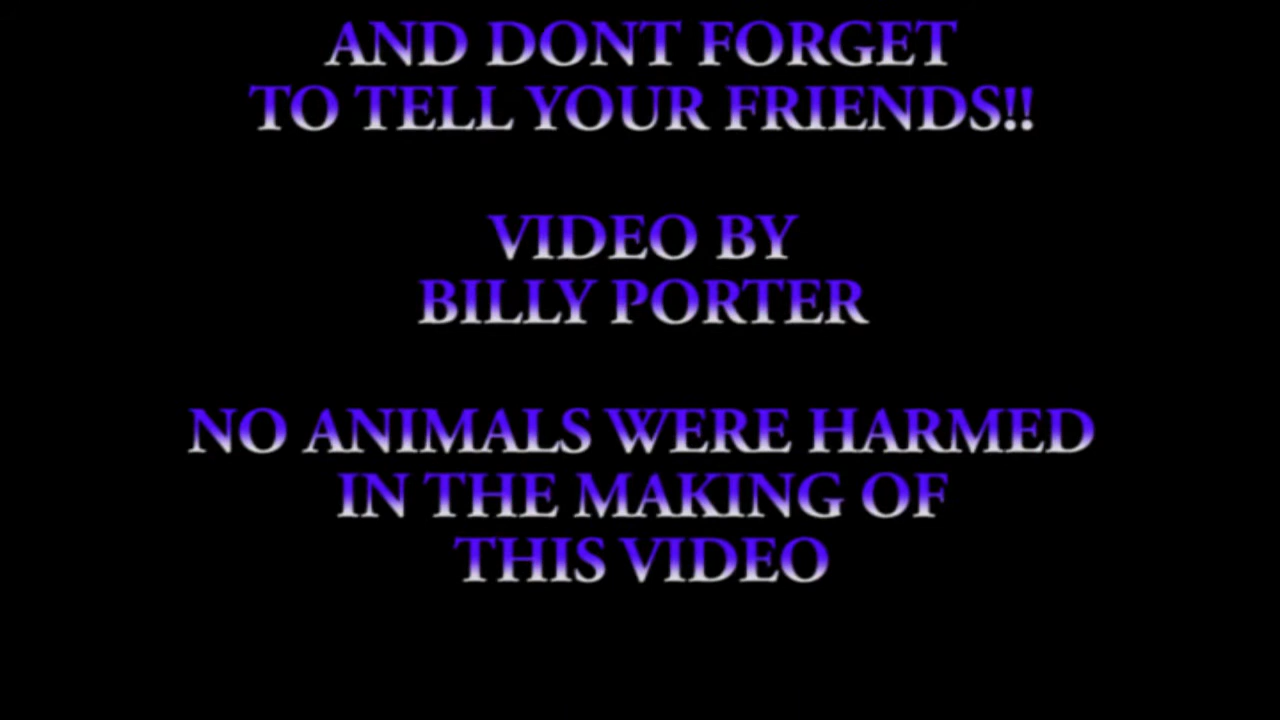 AND DONT FORGET
TO TELL YOUR FRIENDS!!
VIDEO BY
BILLY PORTER
NO ANIMALS WERE HARMED
IN THE MAKING OF
THIS VIDEO